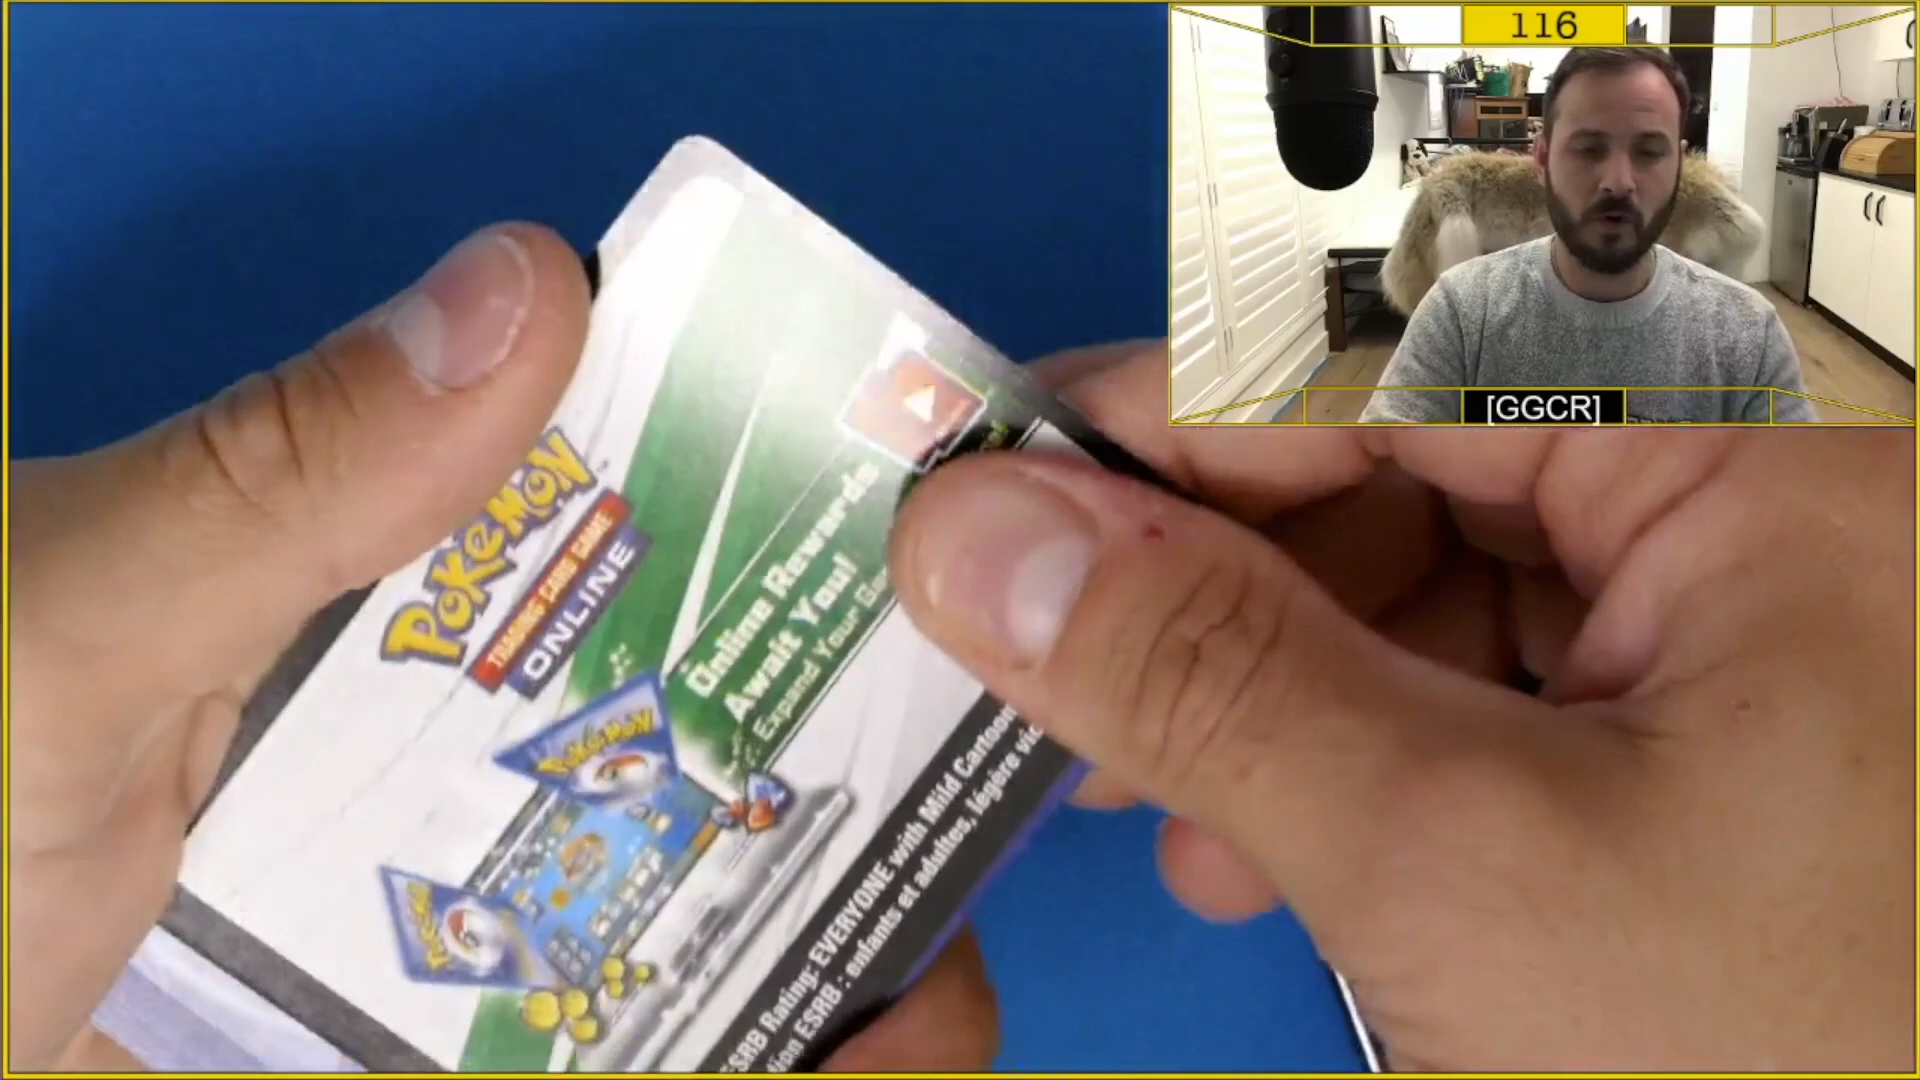 116
[GGCR]
POKéMON
TRADING CARD GAME
ONLINE
Online Rewards
Await You!
Expand Your
POKéMON
ESRB Rating: EVERYONE with Mild Cartoon
ESRB : enfants et adultes, légère